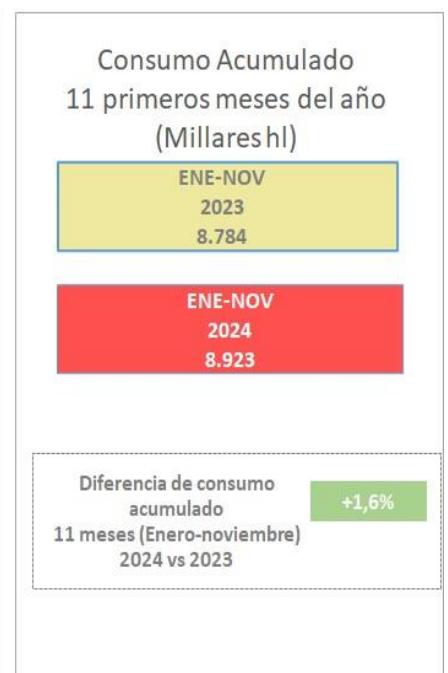 Consumo Acumulado
11 primeros meses del año
(Millares hl)
ENE-NOV
2023
8.784
ENE-NOV
2024
8.923
Diferencia de consumo
acumulado
11 meses (Enero-noviembre)
2024 vs 2023
+1,6%